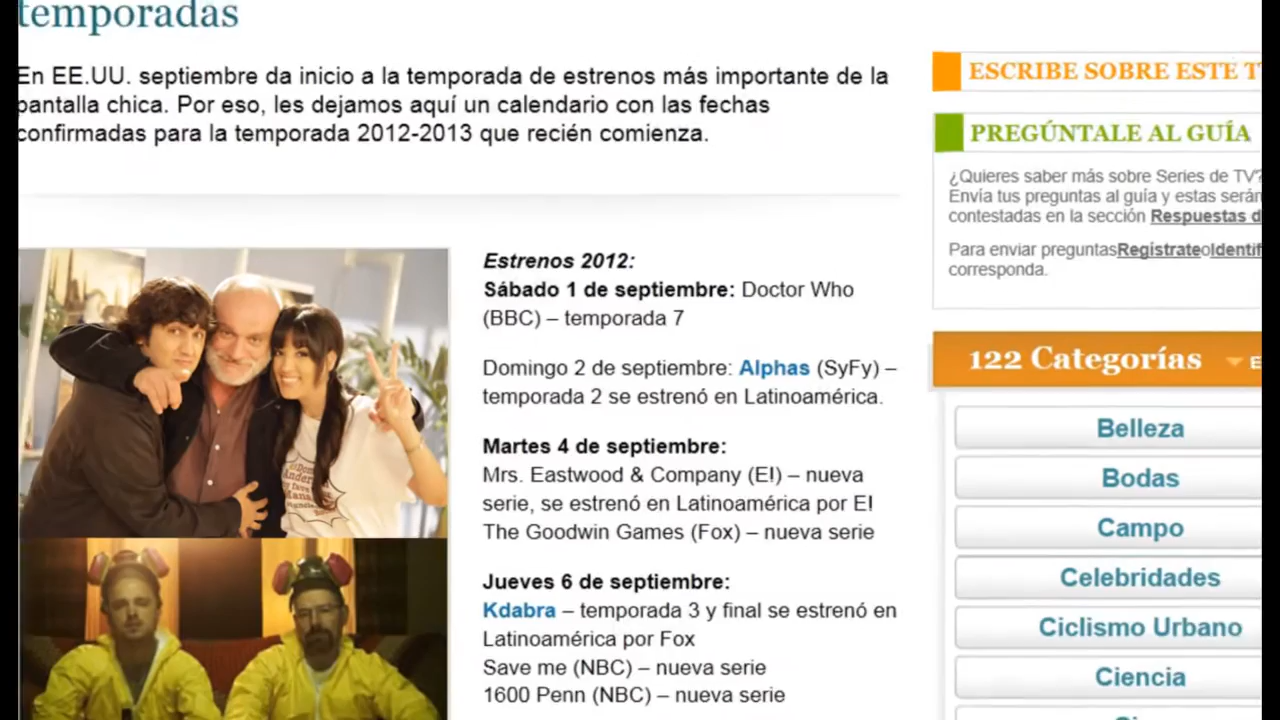 temporadas
En EE.UU. septiembre da inicio a la temporada de estrenos más importante de la
pantalla chica. Por eso, les dejamos aquí un calendario con las fechas
confirmadas para la temporada 2012-2013 que recién comienza.
Estrenos 2012:
Sábado 1 de septiembre: Doctor Who
(BBC) – temporada 7
Domingo 2 de septiembre: Alphas (SyFy) –
temporada 2 se estrenó en Latinoamérica.
Martes 4 de septiembre:
Mrs. Eastwood & Company (E!) – nueva
serie, se estrenó en Latinoamérica por E!
The Goodwin Games (Fox) – nueva serie
Jueves 6 de septiembre:
Kdabra – temporada 3 y final se estrenó en
Latinoamérica por Fox
Save me (NBC) – nueva serie
1600 Penn (NBC) – nueva serie
ESCRIBE SOBRE ESTE T
PREGÚNTALE AL GUÍA
¿Quieres saber más sobre Series de TV?
Envía tus preguntas al guía y estas serán
contestadas en la sección Respuestas d
Para enviar preguntasRegístrateoIdentif
corresponda.
122 Categorías E
Belleza
Bodas
Campo
Celebridades
Ciclismo Urbano
Ciencia